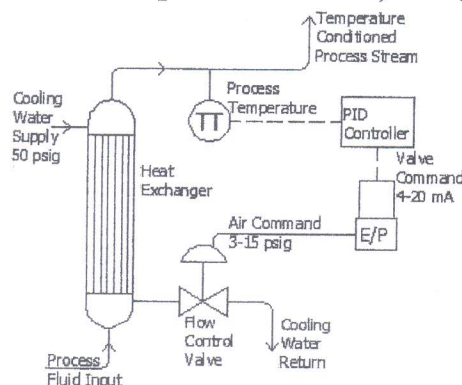 Temperature
Conditioned
Process Stream
Cooling
Water
Supply
50 psig
Process
Temperature
TT
PID
Controller
Heat
Exchanger
Valve
Command
4-20 mA
Air Command
3-15 psig
E/P
Flow
Control
Valve
Cooling
Water
Return
Process
Fluid Input